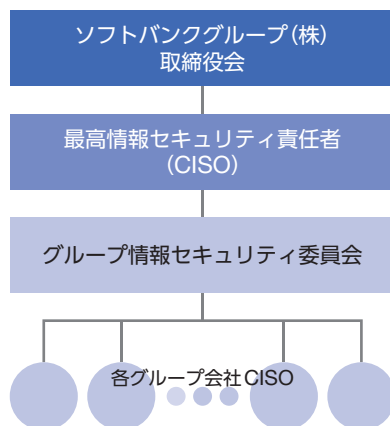 ソフトバンクグループ(株)
取締役会
最高情報セキュリティ責任者
(CISO)
グループ情報セキュリティ委員会
各グループ会社CISO